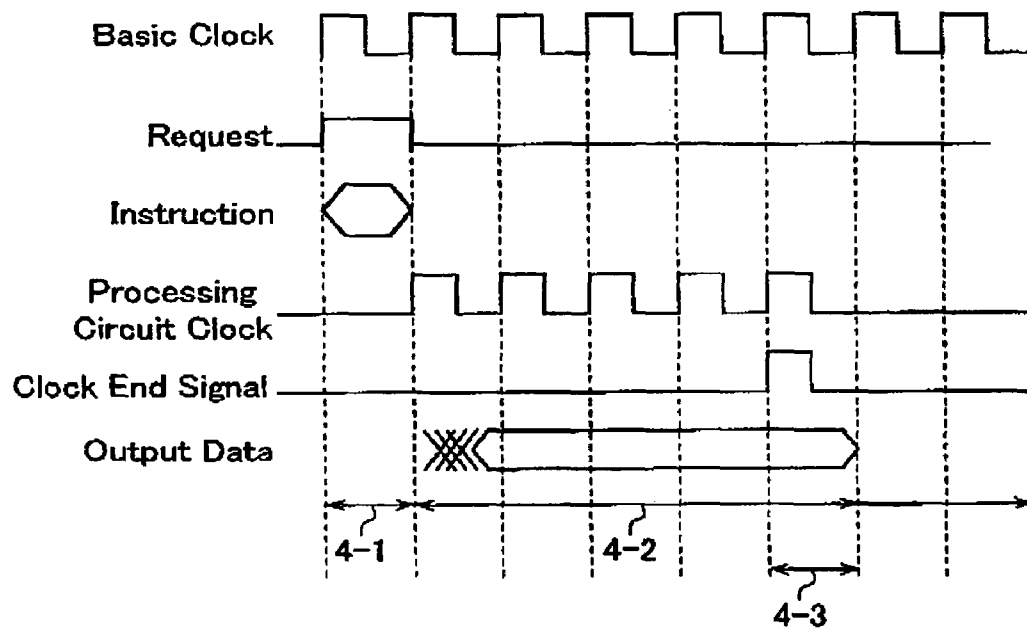 Basic Clock
Request
Instruction
Processing
Circuit Clock
Clock End Signal
Output Data
4-1
4-2
4-3